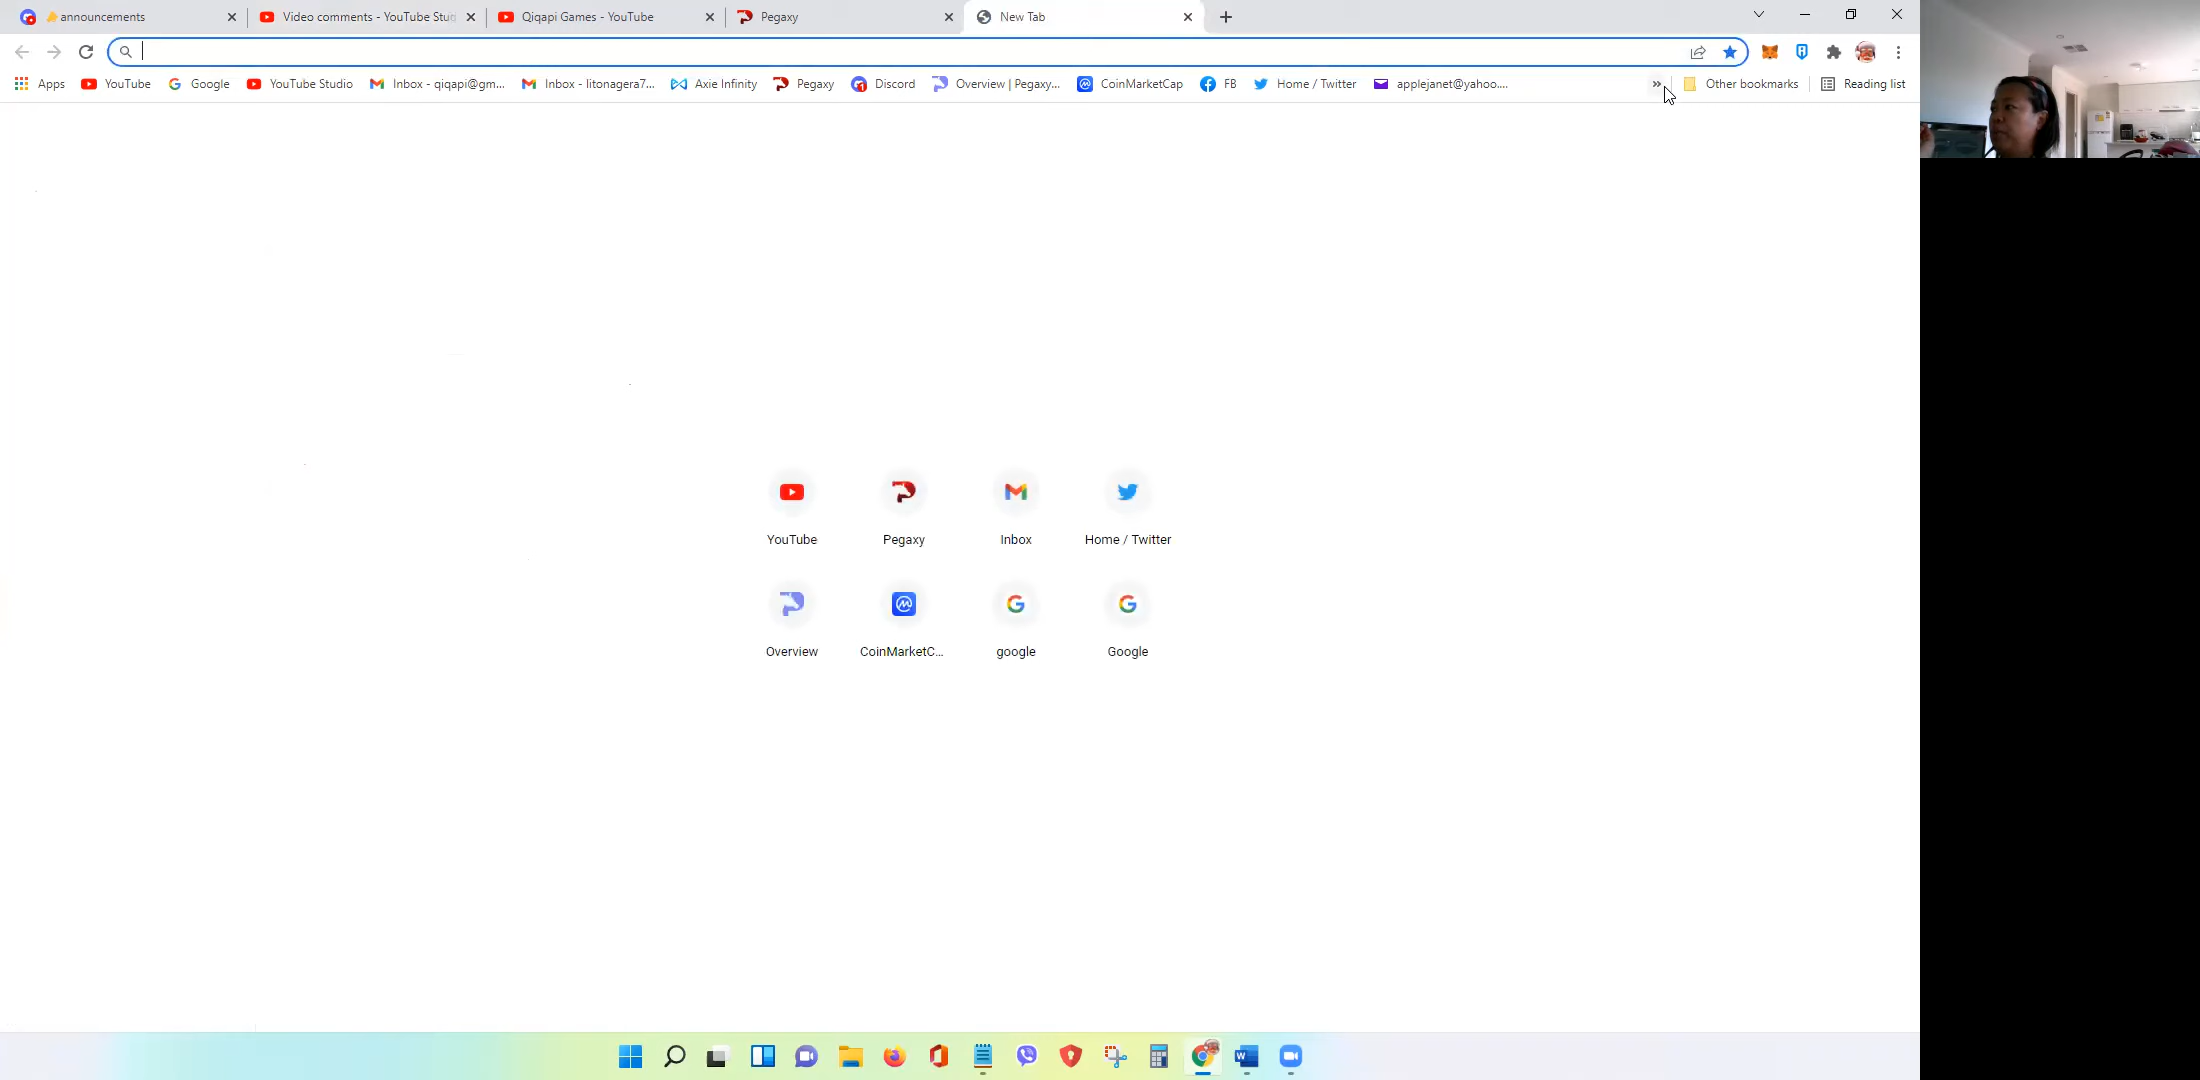 announcements
Video comments - YouTube Stud
Qiqapi Games - YouTube
Pegaxy
New Tab
Apps
YouTube
Google
YouTube Studio
Inbox - qiqapi@gm...
Inbox - litonagera7...
Axie Infinity
Pegaxy
Discord
Overview | Pegaxy...
CoinMarketCap
FB
Home / Twitter
applejanet@yahoo....
»
Other bookmarks
Reading list
YouTube
Pegaxy
Inbox
Home / Twitter
Overview
CoinMarketC...
google
Google